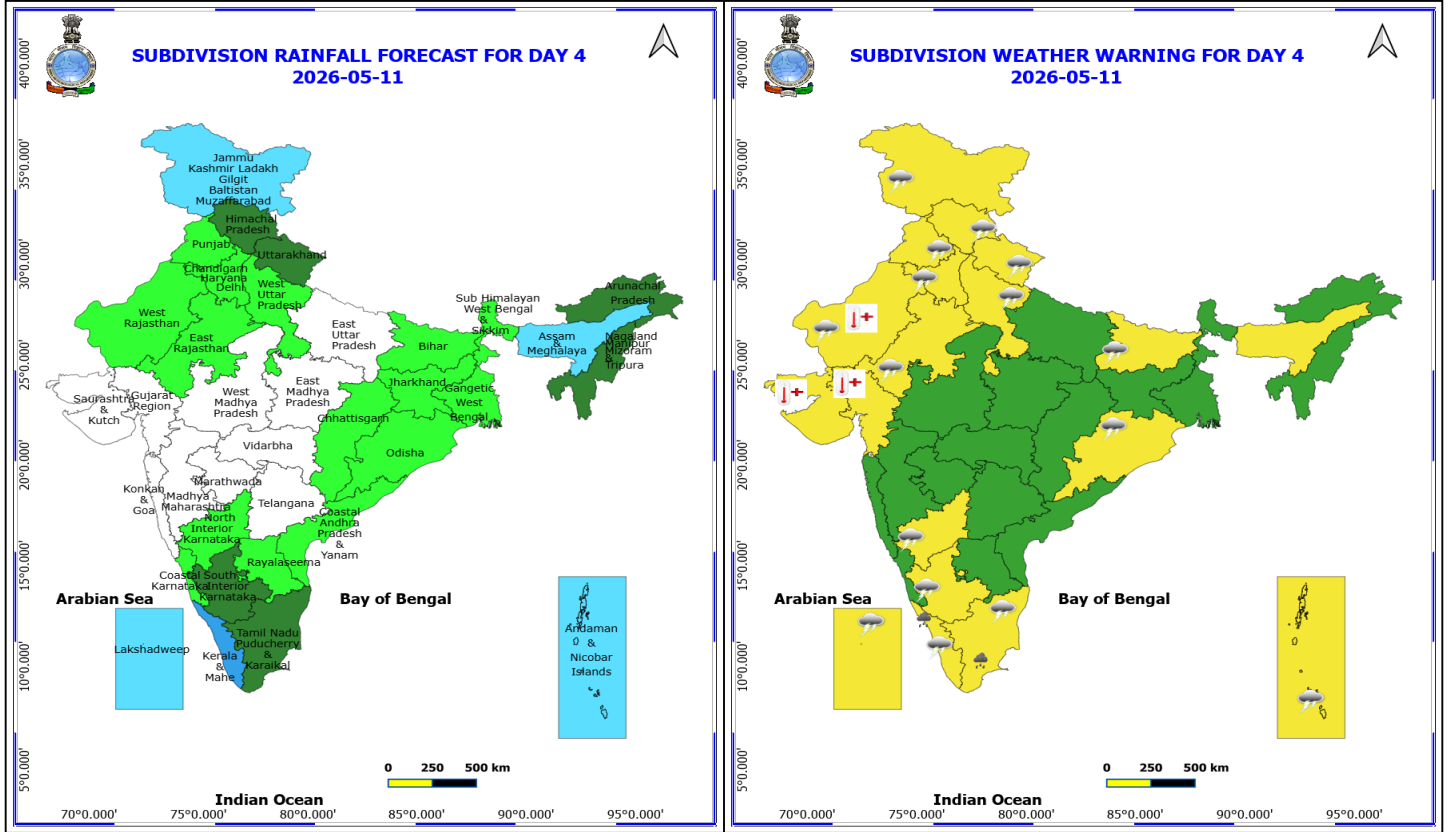 SUBDIVISION RAINFALL FORECAST FOR DAY 4
2026-05-11
40°0.000'
35°0.000'
30°0.000'
25°0.000'
20°0.000'
15°0.000'
10°0.000'
5°0.000'
Jammu
Kashmir Ladakh
Gilgit
Baltistan
Muzaffarabad
Himachal
Pradesh
Punjab
Uttarakhand
Chandigarh
Haryana
Delhi
West
Uttar
Pradesh
West
Rajasthan
East
Rajasthan
East
Uttar
Pradesh
Sub Himalayan
West Bengal
&
Sikkim
Arunachal
Pradesh
Assam
&
Meghalaya
Nagaland
Manipur
Mizoram
&
Tripura
Bihar
Jharkhand
Gangetic
West
Bengal
Saurashtra
&
Kutch
Gujarat
Region
West
Madhya
Pradesh
East
Madhya
Pradesh
Chhattisgarh
Odisha
Vidarbha
Konkan
&
Goa
Madhya
Maharashtra
Marathwada
Telangana
North
Interior
Karnataka
Coastal
Andhra
Pradesh
&
Yanam
Rayalaseema
Coastal
Karnataka
South
Interior
Karnataka
Tamil Nadu
Puducherry
&
Karaikal
Kerala
&
Mahe
Lakshadweep
Andaman
&
Nicobar
Islands
Arabian Sea
Bay of Bengal
Indian Ocean
0 250 500 km
70°0.000' 75°0.000' 80°0.000' 85°0.000' 90°0.000' 95°0.000'
SUBDIVISION WEATHER WARNING FOR DAY 4
2026-05-11
40°0.000'
35°0.000'
30°0.000'
25°0.000'
20°0.000'
15°0.000'
10°0.000'
5°0.000'
Arabian Sea
Bay of Bengal
Indian Ocean
0 250 500 km
70°0.000' 75°0.000' 80°0.000' 85°0.000' 90°0.000' 95°0.000'